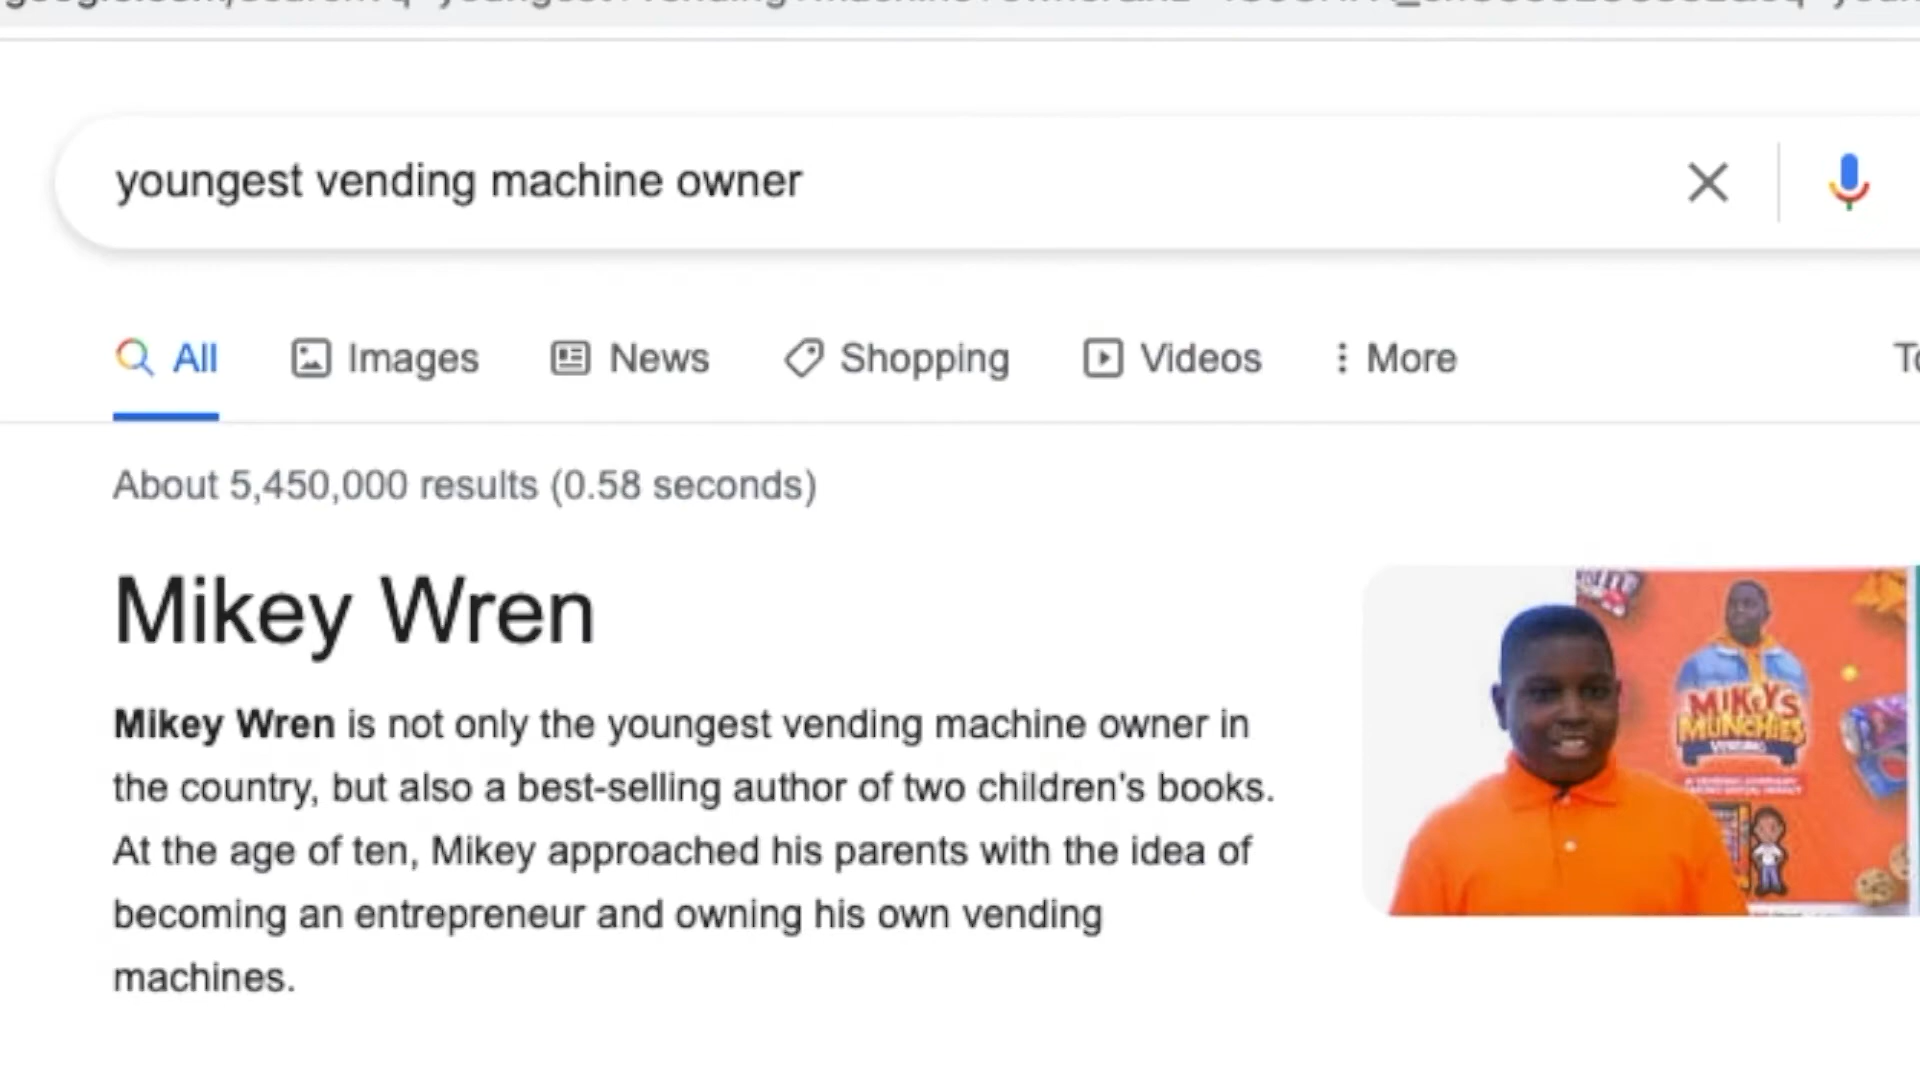 youngest vending machine owner
All Images News Shopping Videos More
About 5,450,000 results (0.58 seconds)
Mikey Wren
Mikey Wren is not only the youngest vending machine owner in
the country, but also a best-selling author of two children's books.
At the age of ten, Mikey approached his parents with the idea of
becoming an entrepreneur and owning his own vending
machines.
MIKEY'S
MUNCHIES
VENDING